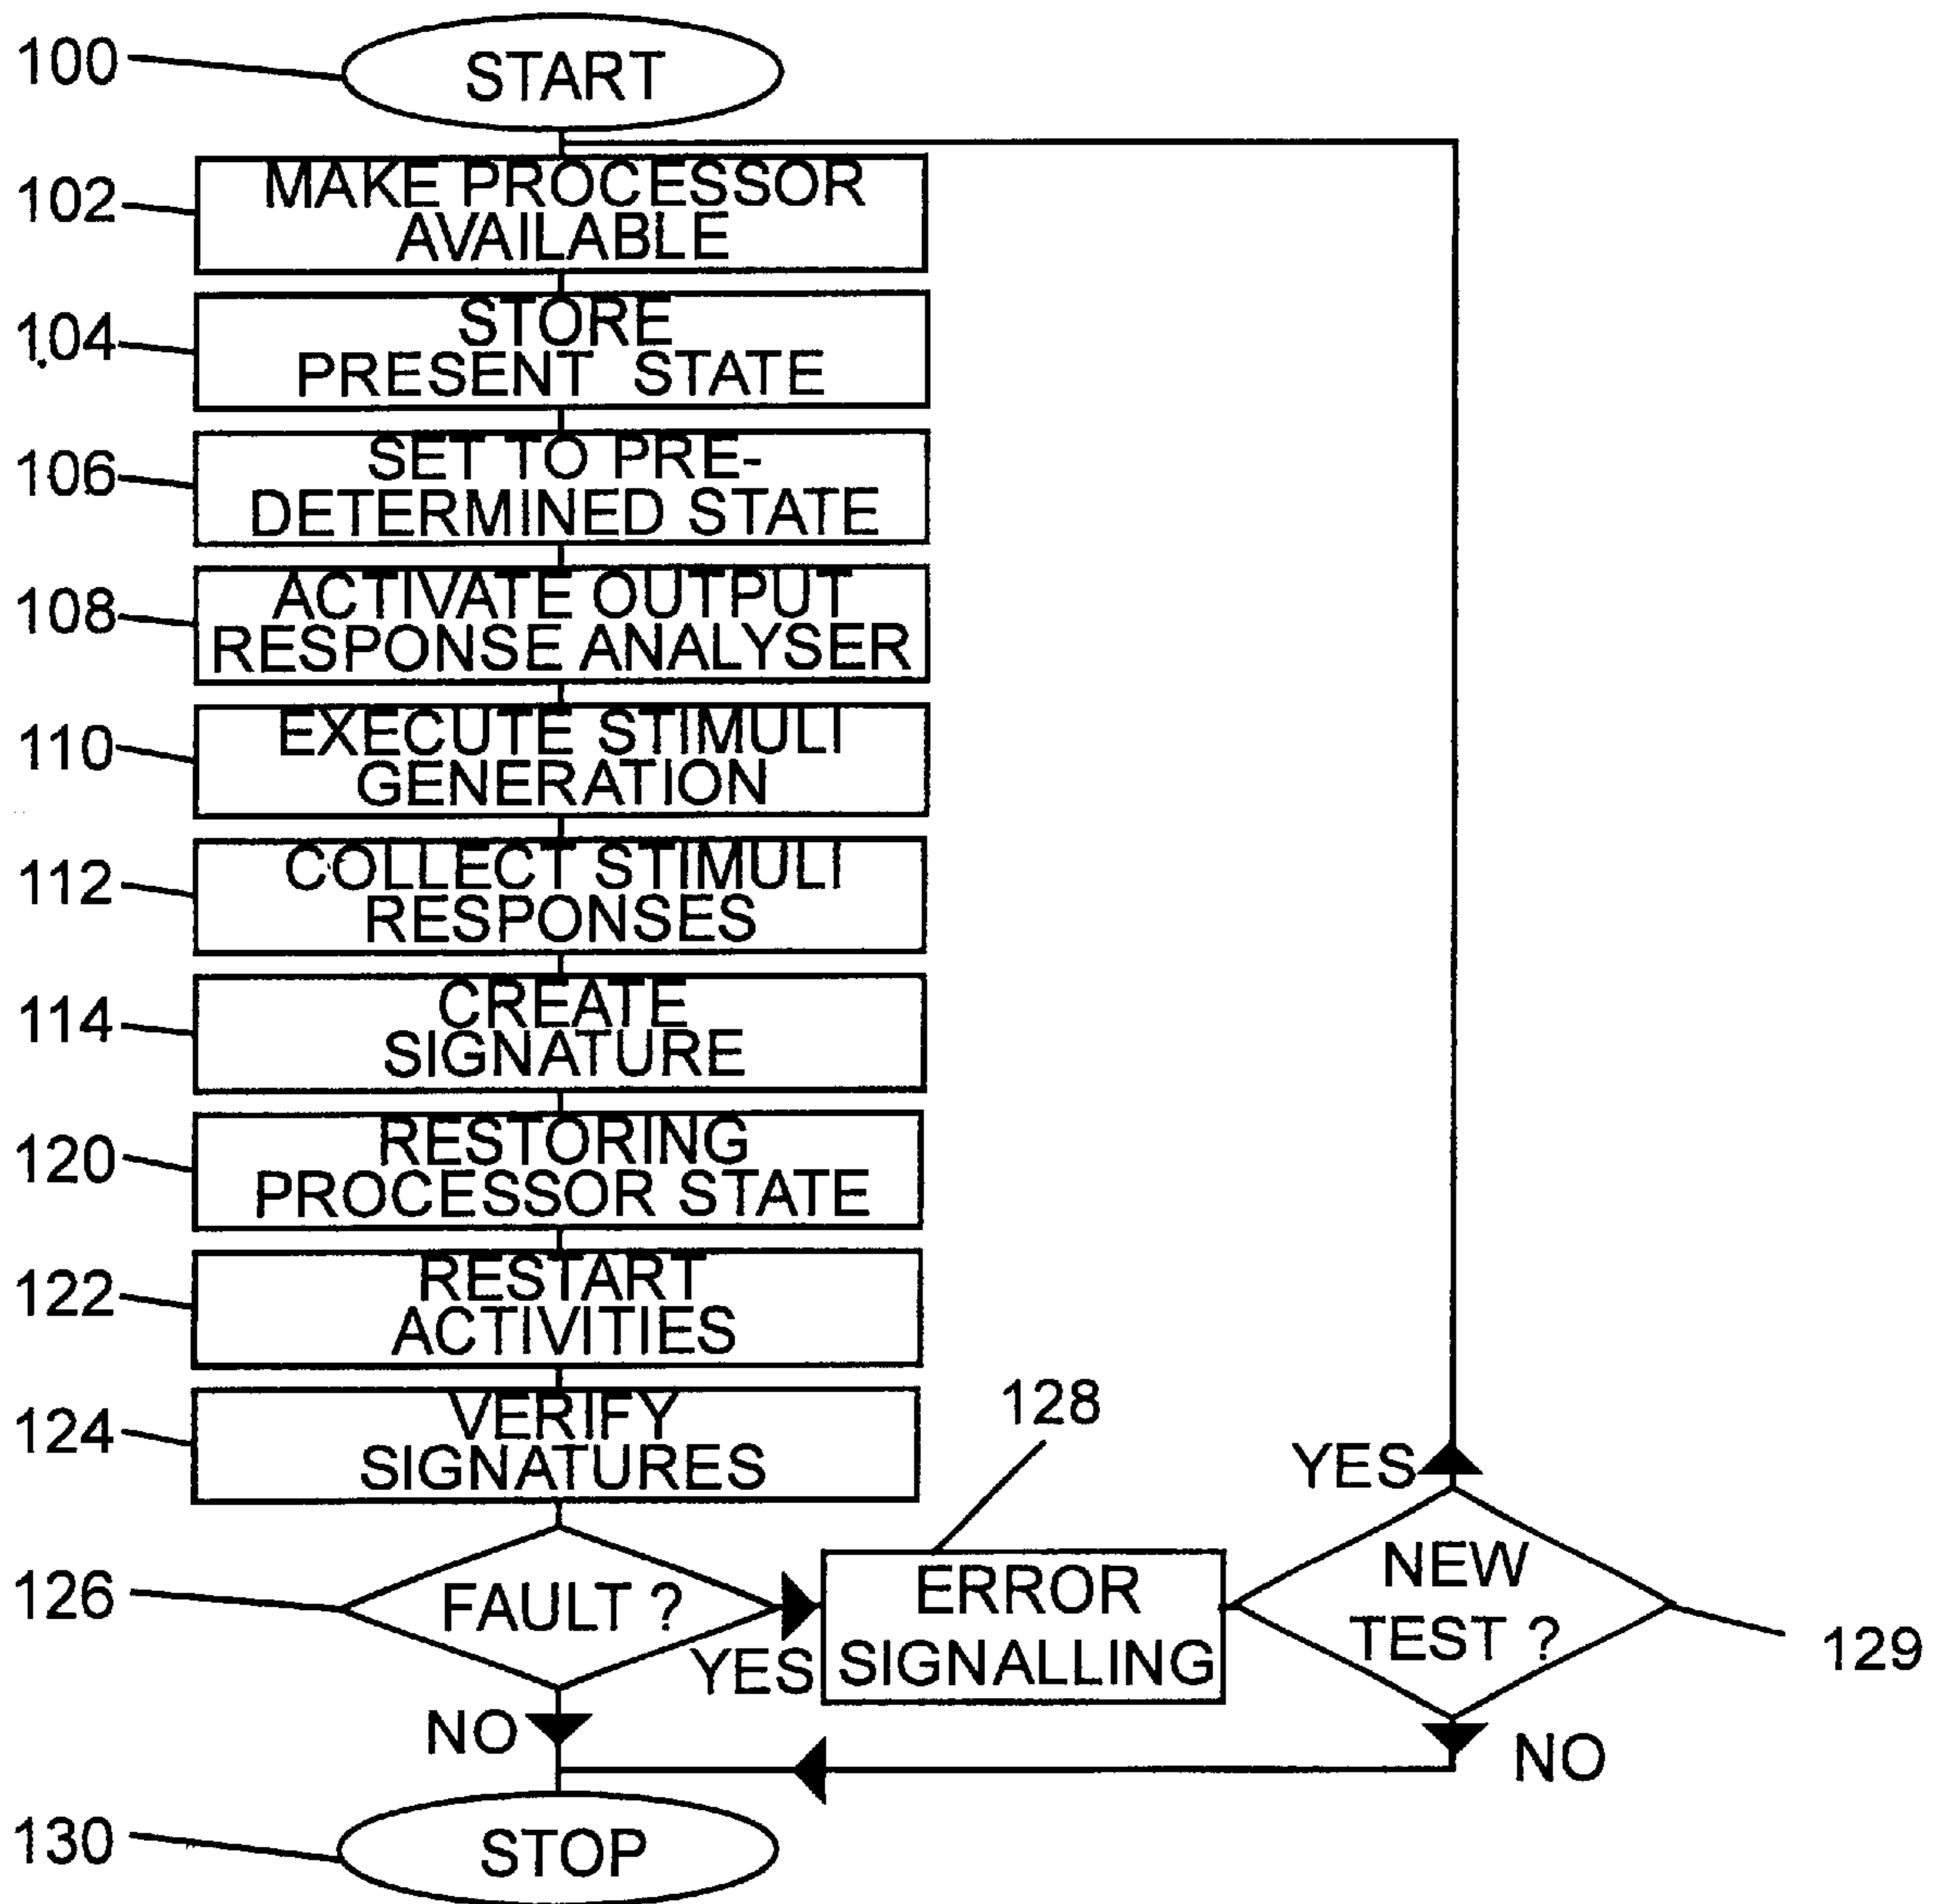 100
START
102
MAKE PROCESSOR
AVAILABLE
104
STORE
PRESENT STATE
106
SET TO PRE-
DETERMINED STATE
108
ACTIVATE OUTPUT
RESPONSE ANALYSER
110
EXECUTE STIMULI
GENERATION
112
COLLECT STIMULI
RESPONSES
114
CREATE
SIGNATURE
120
RESTORING
PROCESSOR STATE
122
RESTART
ACTIVITIES
124
VERIFY
SIGNATURES
126
FAULT ?
YES
NO
128
ERROR
SIGNALLING
YES
NEW
TEST ?
129
NO
130
STOP